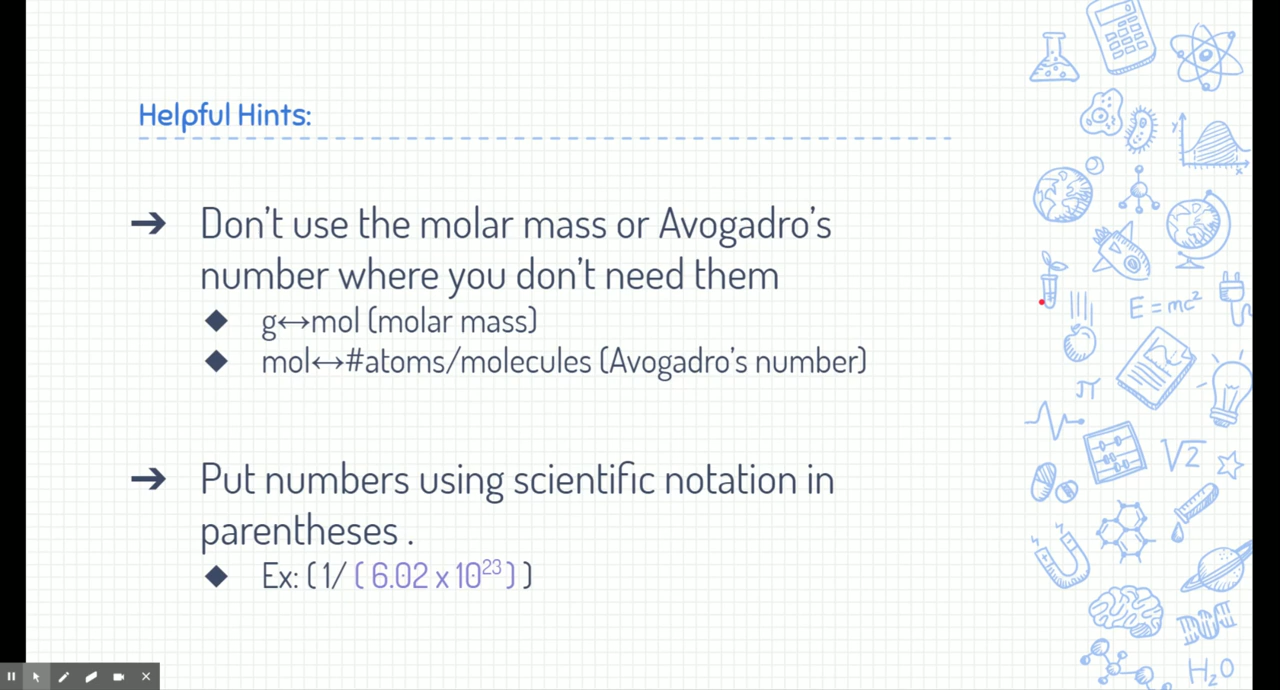 Helpful Hints:
➔ Don't use the molar mass or Avogadro's
number where you don't need them
◆ g↔mol (molar mass)
◆ mol↔#atoms/molecules (Avogadro's number)
➔ Put numbers using scientific notation in
parentheses .
◆ Ex: ( 1/ ( 6.02 x 10²³ ) )
y
x
E = mc²
π
√2
H₂O